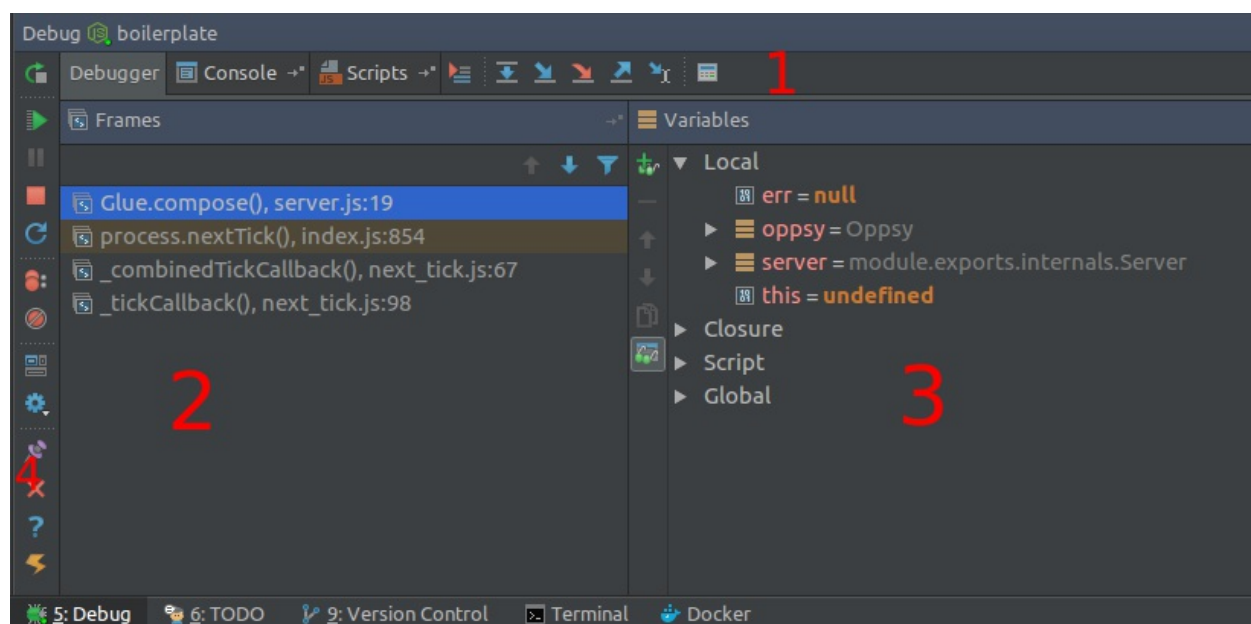 Debug boilerplate
Debugger Console Scripts 1
Frames
Variables
Glue.compose(), server.js:19
process.nextTick(), index.js:854
_combinedTickCallback(), next_tick.js:67
_tickCallback(), next_tick.js:98
2
Local
err = null
oppsy = Oppsy
server = module.exports.internals.Server
this = undefined
Closure
Script
Global
3
4
5: Debug 6: TODO 9: Version Control Terminal Docker